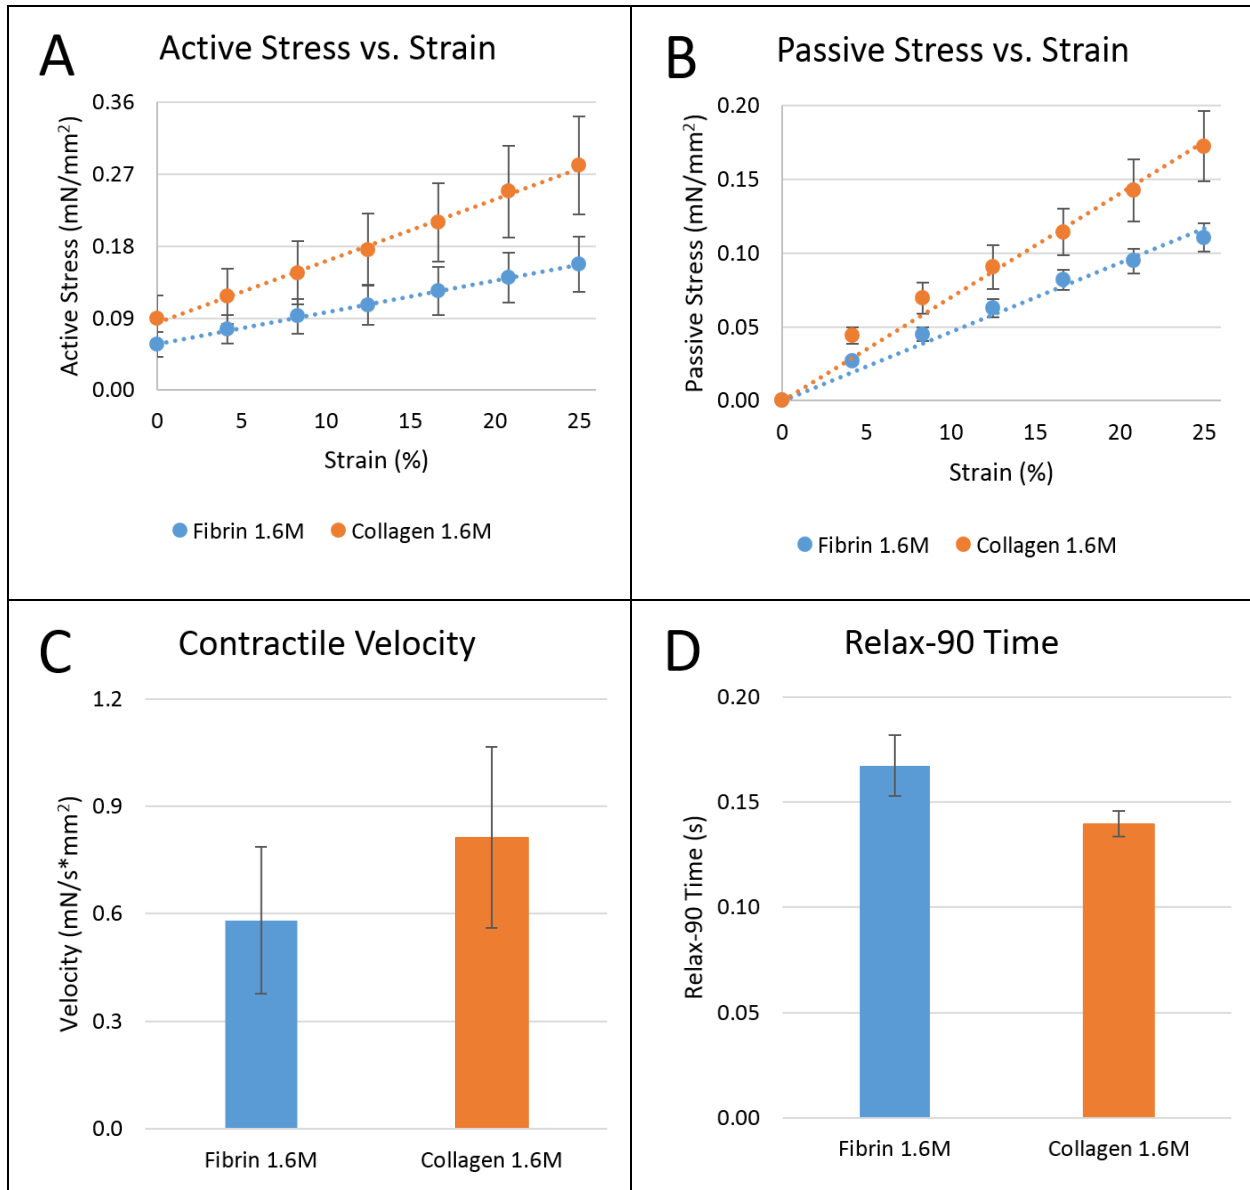 A
Active Stress vs. Strain
Active Stress (mN/mm²)
0.36
0.27
0.18
0.09
0.00
0 5 10 15 20 25
Strain (%)
Fibrin 1.6M Collagen 1.6M
B
Passive Stress vs. Strain
Passive Stress (mN/mm²)
0.20
0.15
0.10
0.05
0.00
0 5 10 15 20 25
Strain (%)
Fibrin 1.6M Collagen 1.6M
C
Contractile Velocity
Velocity (mN/s*mm²)
1.2
0.9
0.6
0.3
0.0
Fibrin 1.6M Collagen 1.6M
D
Relax-90 Time
Relax-90 Time (s)
0.20
0.15
0.10
0.05
0.00
Fibrin 1.6M Collagen 1.6M